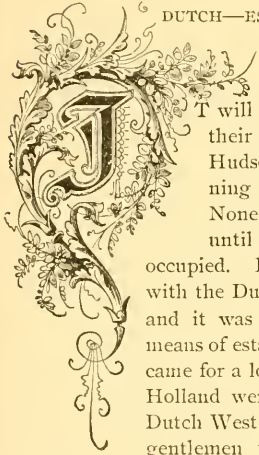 DUTCH—ES
IT will
their
Hudso
ning
None
until
occupied.
with the Du
and it was
means of esta
came for a lo
Holland wer
Dutch West
gentlemen